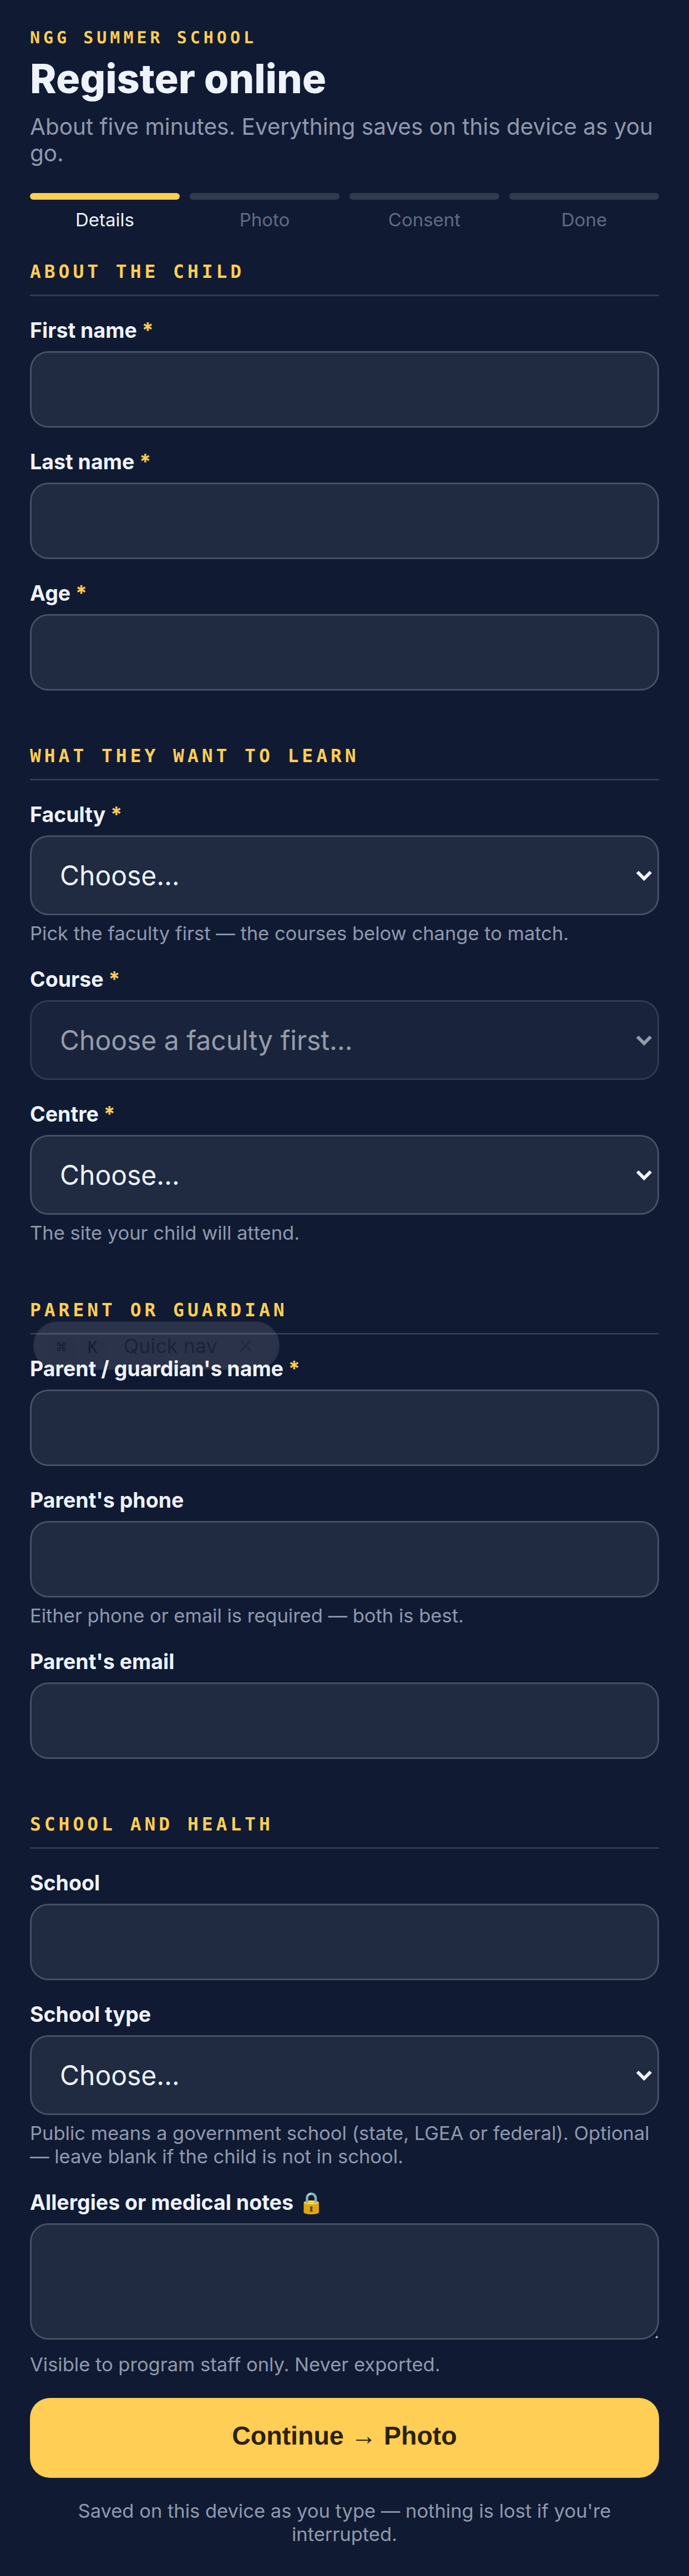 NGG SUMMER SCHOOL
Register online
About five minutes. Everything saves on this device as you
go.
Details
Photo
Consent
Done
ABOUT THE CHILD
First name *
Last name *
Age *
WHAT THEY WANT TO LEARN
Faculty *
Choose...
Pick the faculty first — the courses below change to match.
Course *
Choose a faculty first...
Centre *
Choose...
The site your child will attend.
PARENT OR GUARDIAN
⌘ K Quick nav ×
Parent / guardian's name *
Parent's phone
Either phone or email is required — both is best.
Parent's email
SCHOOL AND HEALTH
School
School type
Choose...
Public means a government school (state, LGEA or federal). Optional
— leave blank if the child is not in school.
Allergies or medical notes 🔒
Visible to program staff only. Never exported.
Continue → Photo
Saved on this device as you type — nothing is lost if you're
interrupted.